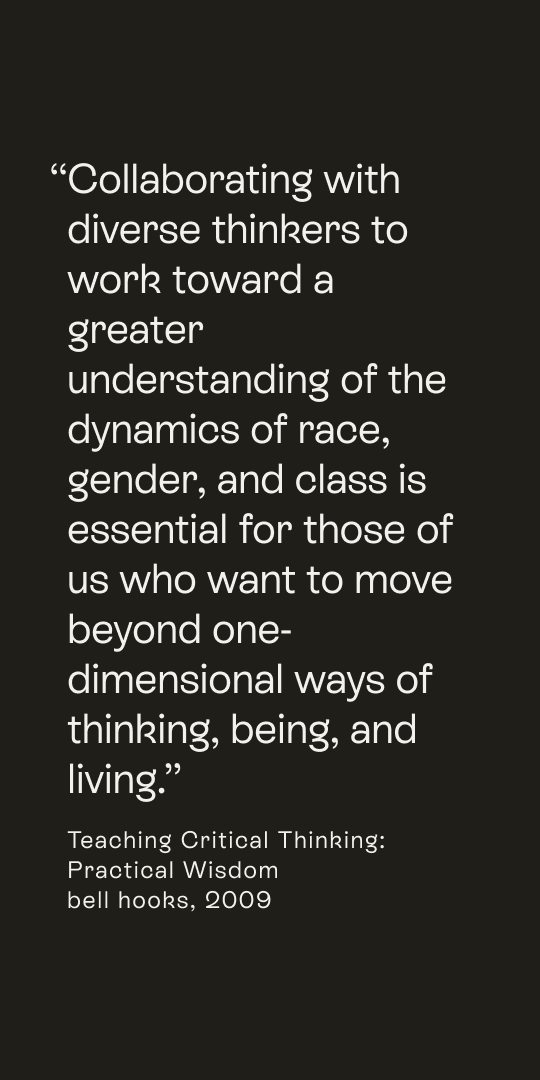 “Collaborating with
diverse thinkers to
work toward a
greater
understanding of the
dynamics of race,
gender, and class is
essential for those of
us who want to move
beyond one-
dimensional ways of
thinking, being, and
living.”
Teaching Critical Thinking:
Practical Wisdom
bell hooks, 2009